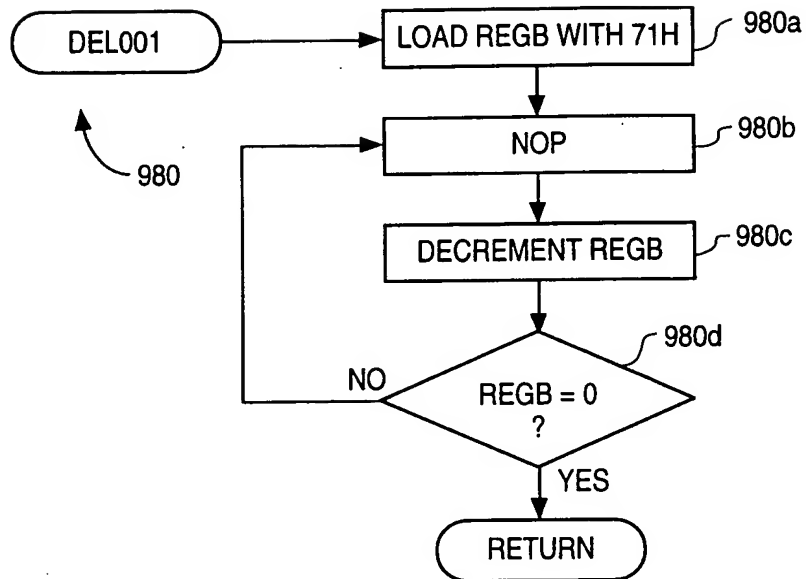 DEL001
LOAD REGB WITH 71H
980a
980
NOP
980b
DECREMENT REGB
980c
980d
REGB = 0
?
NO
YES
RETURN